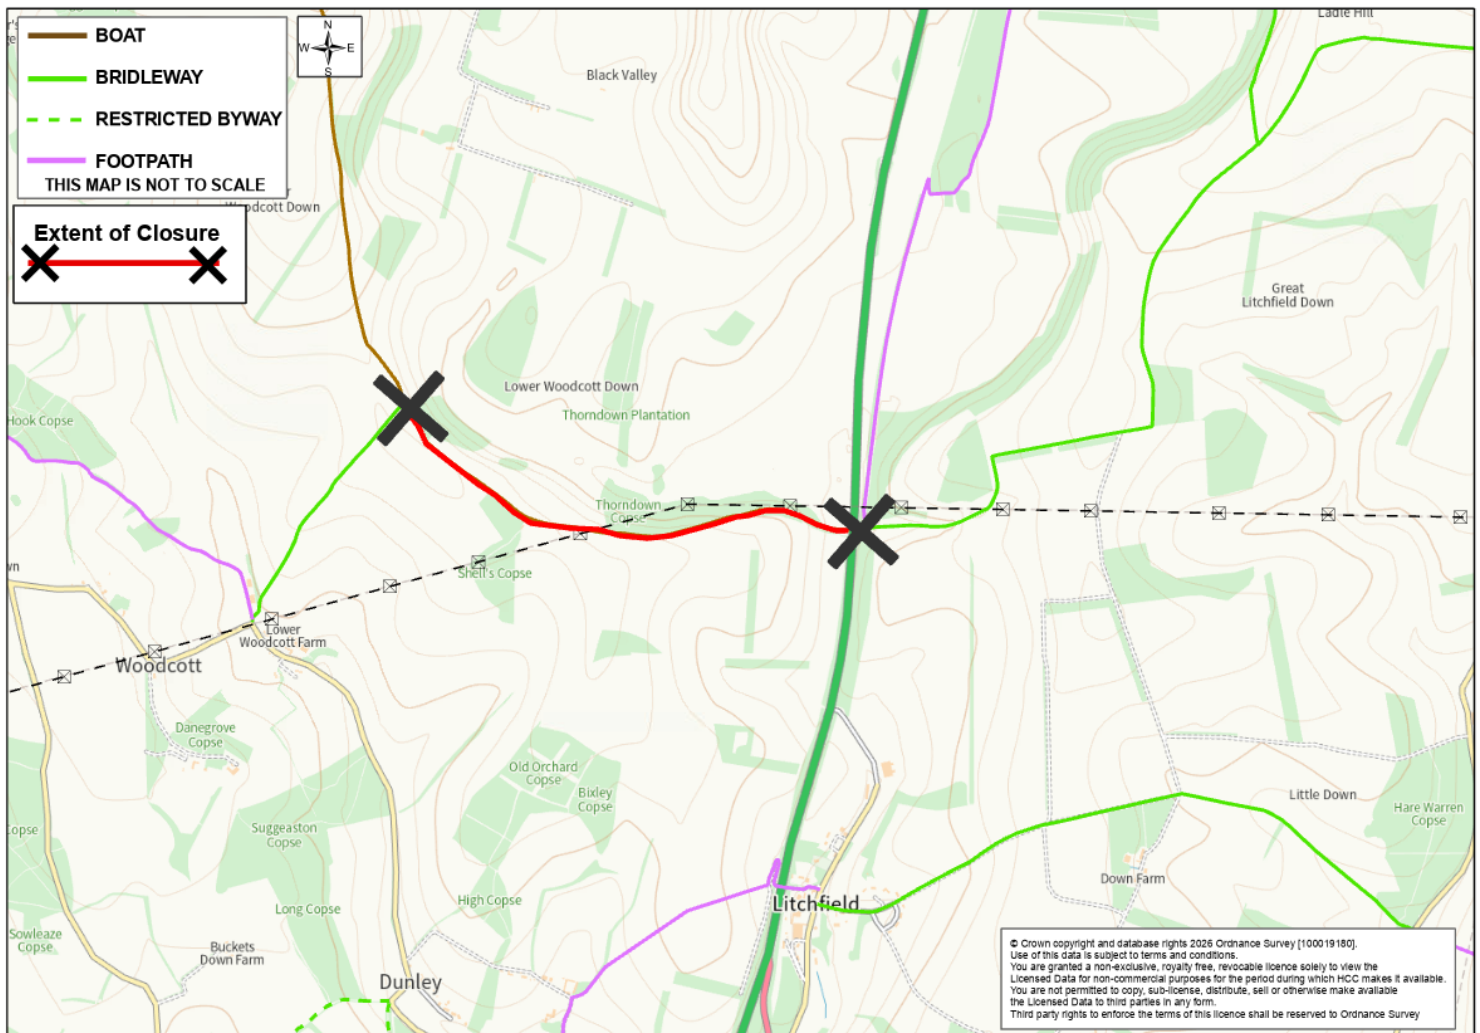 BOAT
BRIDLEWAY
RESTRICTED BYWAY
FOOTPATH
THIS MAP IS NOT TO SCALE
N
W E
S
Extent of Closure
Ladle Hill
Black Valley
Woodcott Down
Great
Litchfield Down
Lower Woodcott Down
Thorndown Plantation
Hook Copse
Thorndown
Copse
Shell's Copse
Lower
Woodcott Farm
Woodcott
Danegrove
Copse
Old Orchard
Copse
Bixley
Copse
Little Down
Hare Warren
Copse
Suggeaston
Copse
Down Farm
High Copse
Long Copse
Litchfield
Sowleaze
Copse
Buckets
Down Farm
Dunley
© Crown copyright and database rights 2026 Ordnance Survey [100019180].
Use of this data is subject to terms and conditions.
You are granted a non-exclusive, royalty free, revocable licence solely to view the
Licensed Data for non-commercial purposes for the period during which HCC makes it available.
You are not permitted to copy, sub-license, distribute, sell or otherwise make available
the Licensed Data to third parties in any form.
Third party rights to enforce the terms of this licence shall be reserved to Ordnance Survey